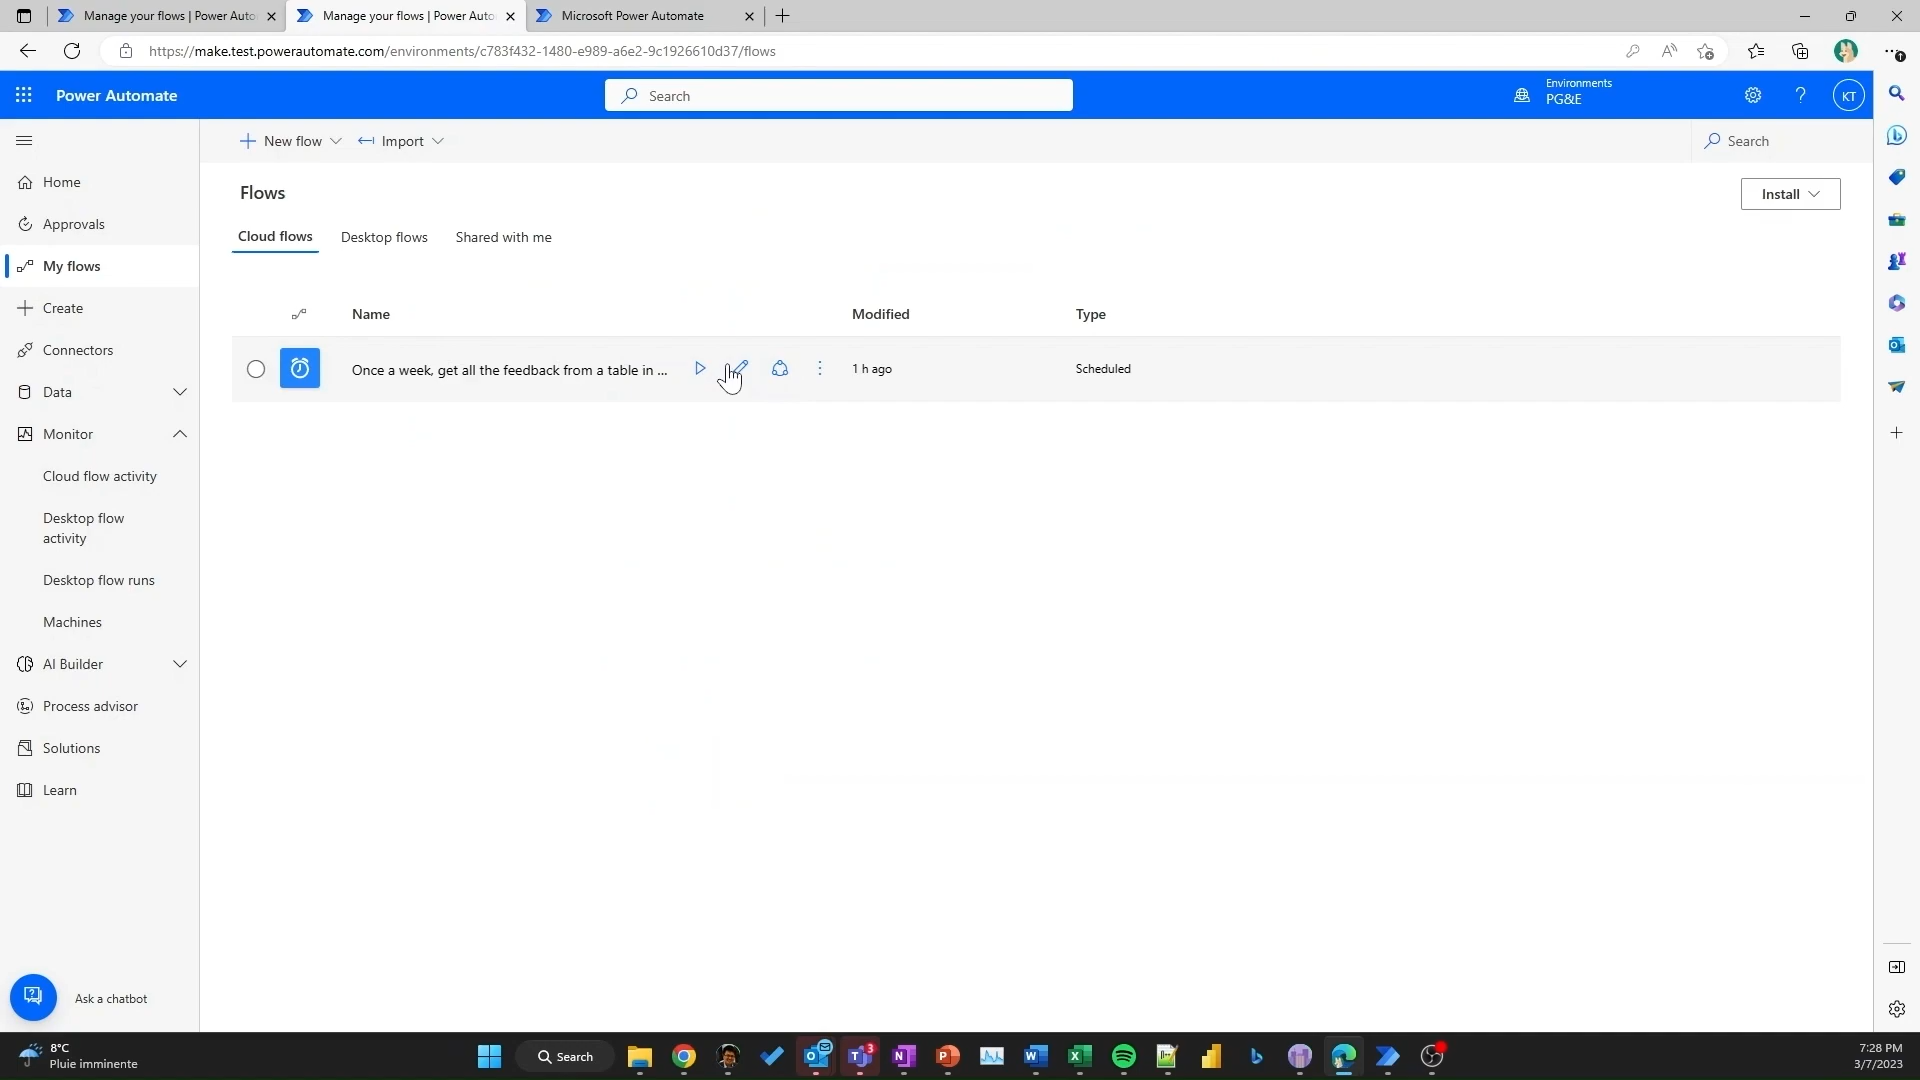 Manage your flows | Power Auto
Manage your flows | Power Auto
Microsoft Power Automate
https://make.test.powerautomate.com/environments/c783f432-1480-e989-a6e2-9c1926610d37/flows
Power Automate
Search
Environments
PG&E
?
KT
New flow
Import
Search
Home
Approvals
My flows
Create
Connectors
Data
Monitor
Cloud flow activity
Desktop flow
activity
Desktop flow runs
Machines
AI Builder
Process advisor
Solutions
Learn
Ask a chatbot
Flows
Install
Cloud flows
Desktop flows
Shared with me
Name
Modified
Type
Once a week, get all the feedback from a table in ...
1 h ago
Scheduled
8°C
Pluie imminente
Search
3
7:28 PM
3/7/2023